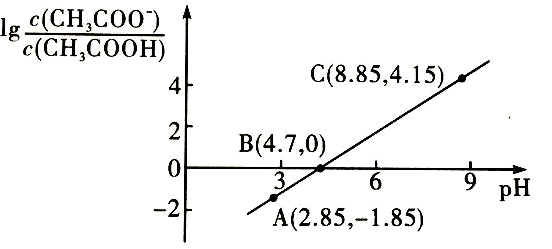 lg c(CH₃COO⁻)/c(CH₃COOH)
C(8.85,4.15)
4
2
B(4.7,0)
0
3 6 9 pH
-2
A(2.85,-1.85)